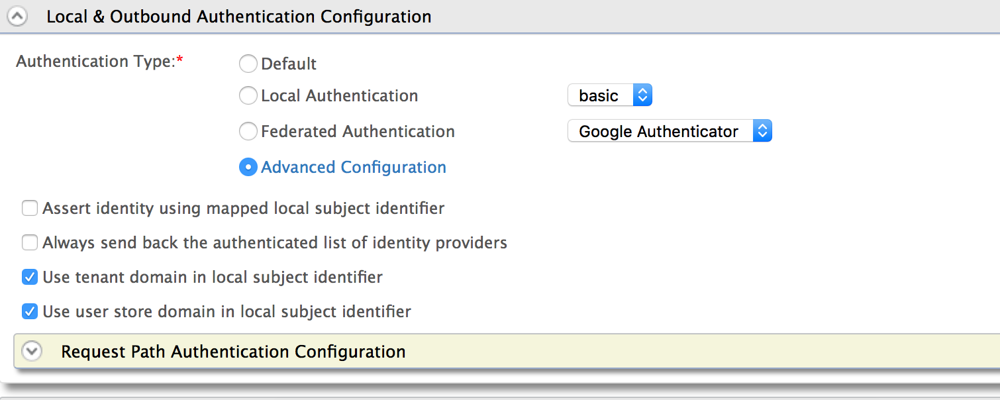 Local & Outbound Authentication Configuration
Authentication Type:*
Default
Local Authentication basic
Federated Authentication Google Authenticator
Advanced Configuration
Assert identity using mapped local subject identifier
Always send back the authenticated list of identity providers
Use tenant domain in local subject identifier
Use user store domain in local subject identifier
Request Path Authentication Configuration